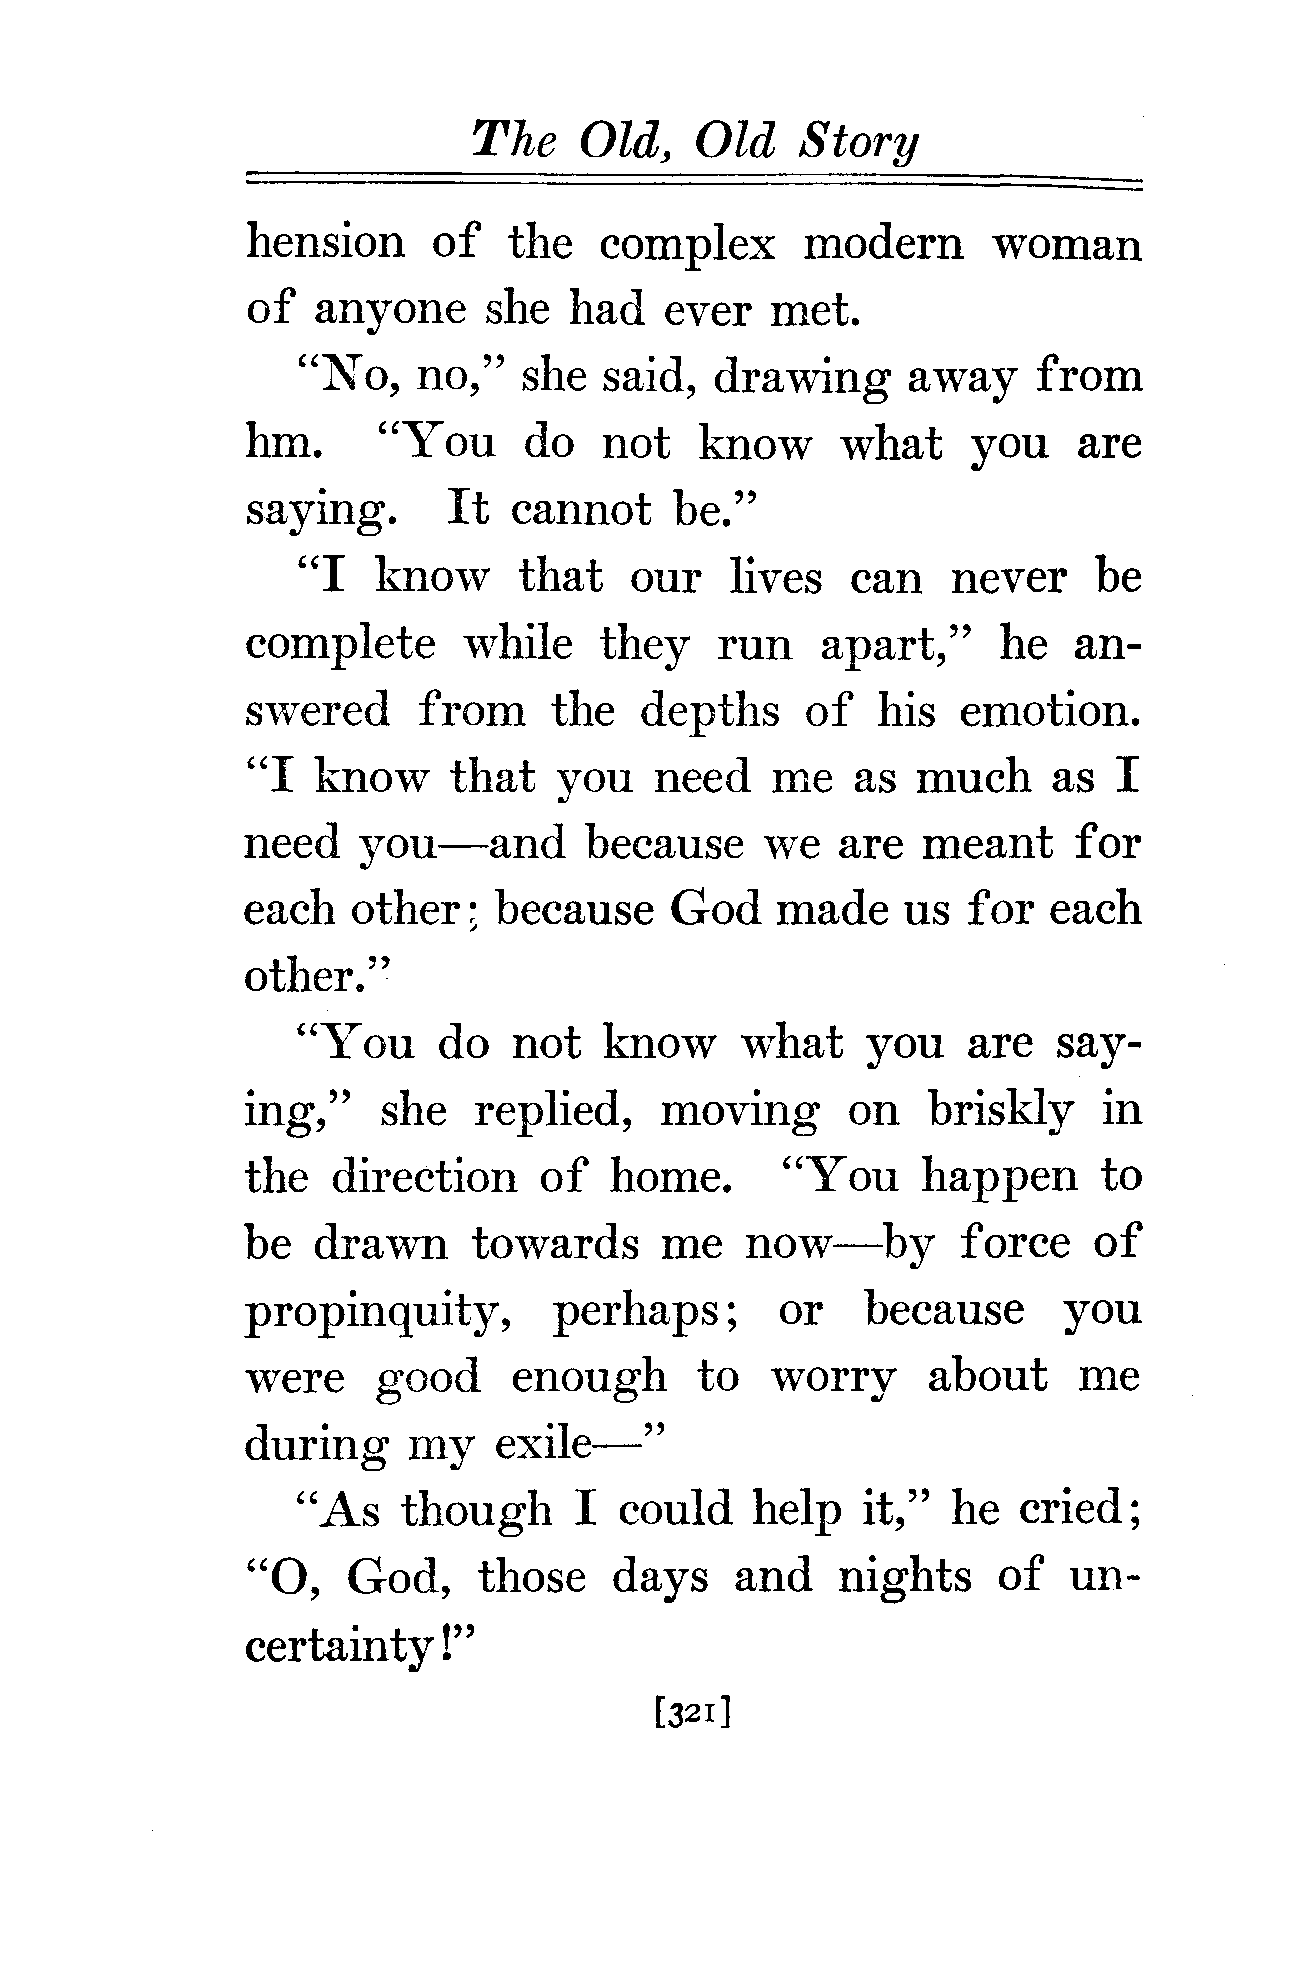 The Old, Old Story
hension of the complex modern woman
of anyone she had ever met.
“No, no,” she said, drawing away from
hm. “You do not know what you are
saying. It cannot be.”
“I know that our lives can never be
complete while they run apart,” he an-
swered from the depths of his emotion.
“I know that you need me as much as I
need you—and because we are meant for
each other; because God made us for each
other.”
“You do not know what you are say-
ing,” she replied, moving on briskly in
the direction of home. “You happen to
be drawn towards me now—by force of
propinquity, perhaps; or because you
were good enough to worry about me
during my exile—”
“As though I could help it,” he cried;
“O, God, those days and nights of un-
certainty!”
[321]